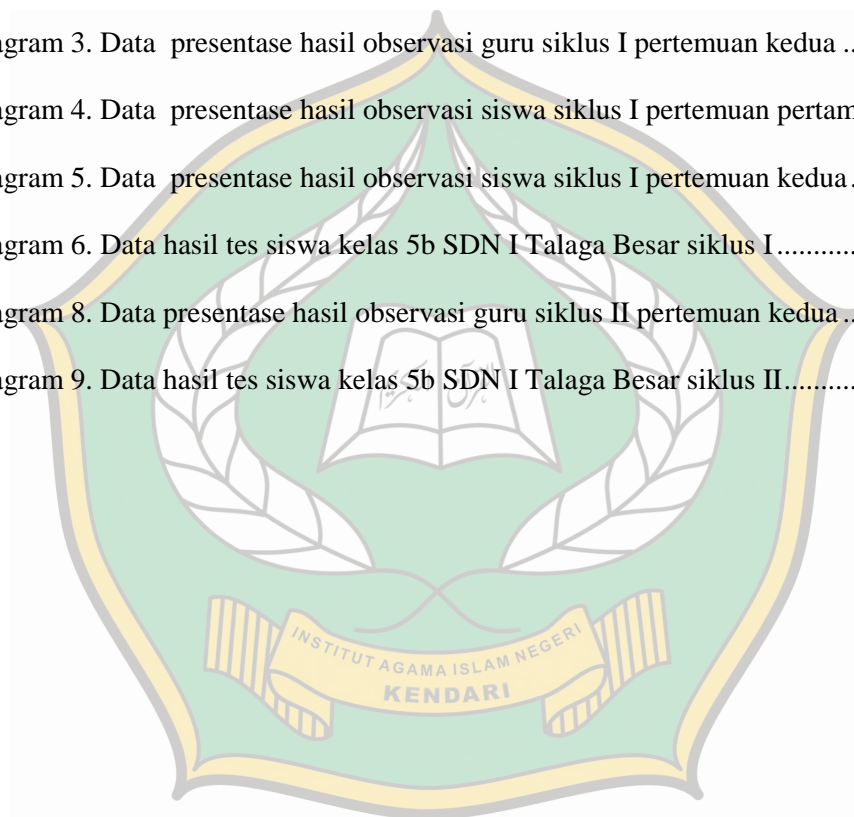 agram 3. Data  presentase hasil observasi guru siklus I pertemuan kedua ..
agram 4. Data  presentase hasil observasi siswa siklus I pertemuan pertam
agram 5. Data  presentase hasil observasi siswa siklus I pertemuan kedua .
agram 6. Data hasil tes siswa kelas 5b SDN I Talaga Besar siklus I ...........
agram 8. Data presentase hasil observasi guru siklus II pertemuan kedua ..
agram 9. Data hasil tes siswa kelas 5b SDN I Talaga Besar siklus II..........
INSTITUT AGAMA ISLAM NEGERI
KENDARI